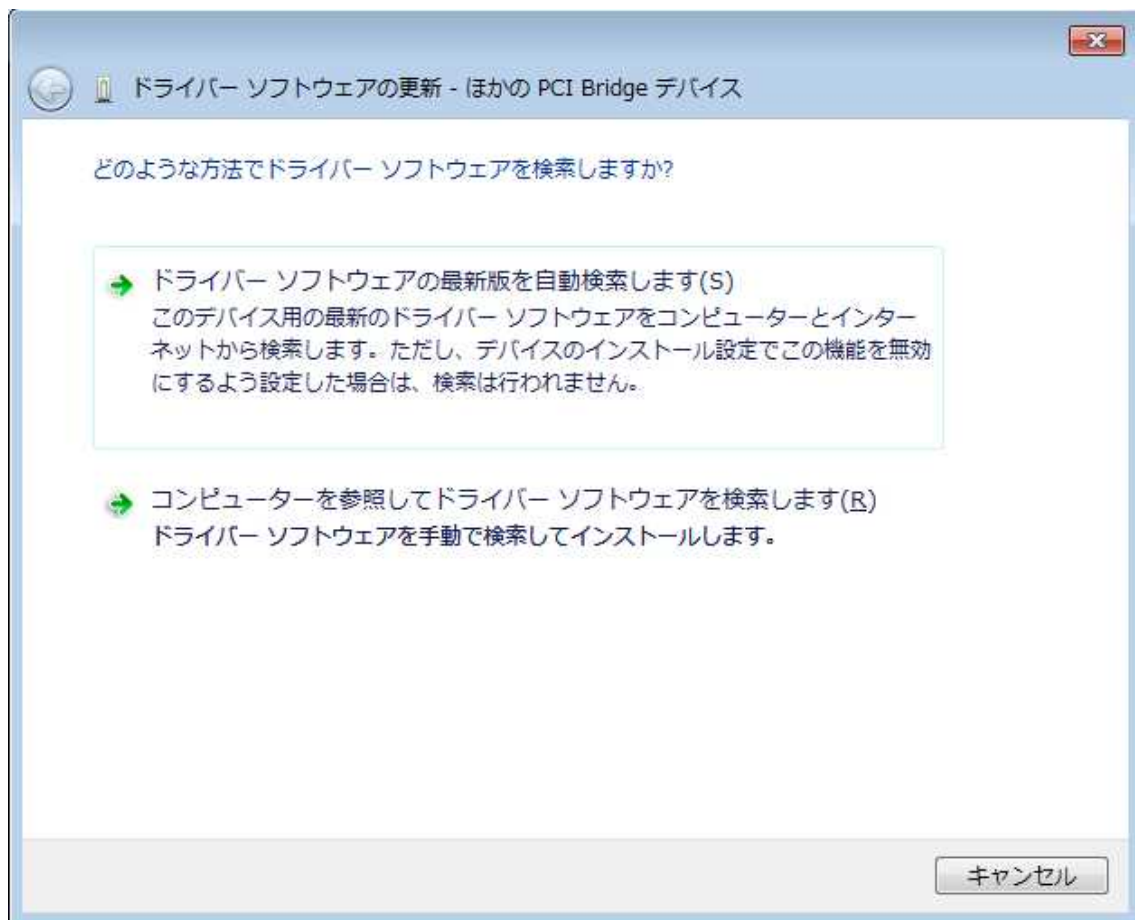 ドライバー ソフトウェアの更新 - ほかの PCI Bridge デバイス
どのような方法でドライバー ソフトウェアを検索しますか?
ドライバー ソフトウェアの最新版を自動検索します(S)
このデバイス用の最新のドライバー ソフトウェアをコンピューターとインター
ネットから検索します。ただし、デバイスのインストール設定でこの機能を無効
にするよう設定した場合は、検索は行われません。
コンピューターを参照してドライバー ソフトウェアを検索します(R)
ドライバー ソフトウェアを手動で検索してインストールします。
キャンセル